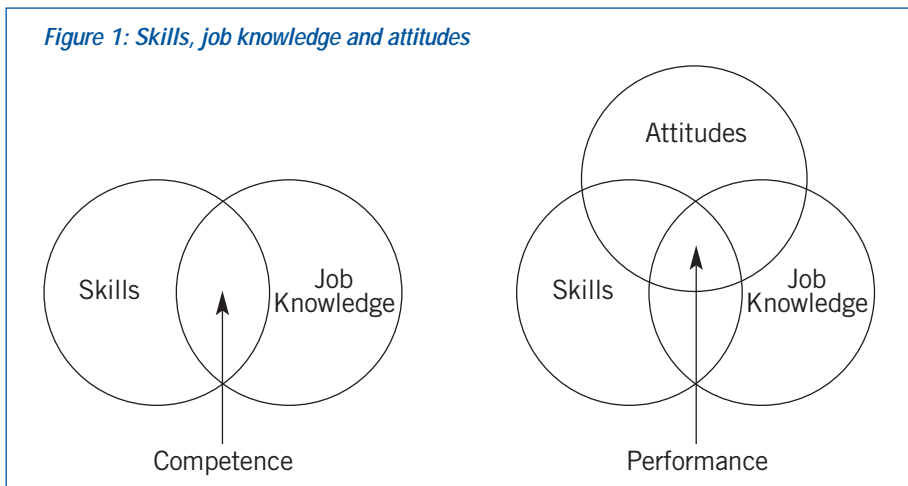 Figure 1: Skills, job knowledge and attitudes
Attitudes
Skills
Job
Knowledge
Skills
Job
Knowledge
Competence
Performance